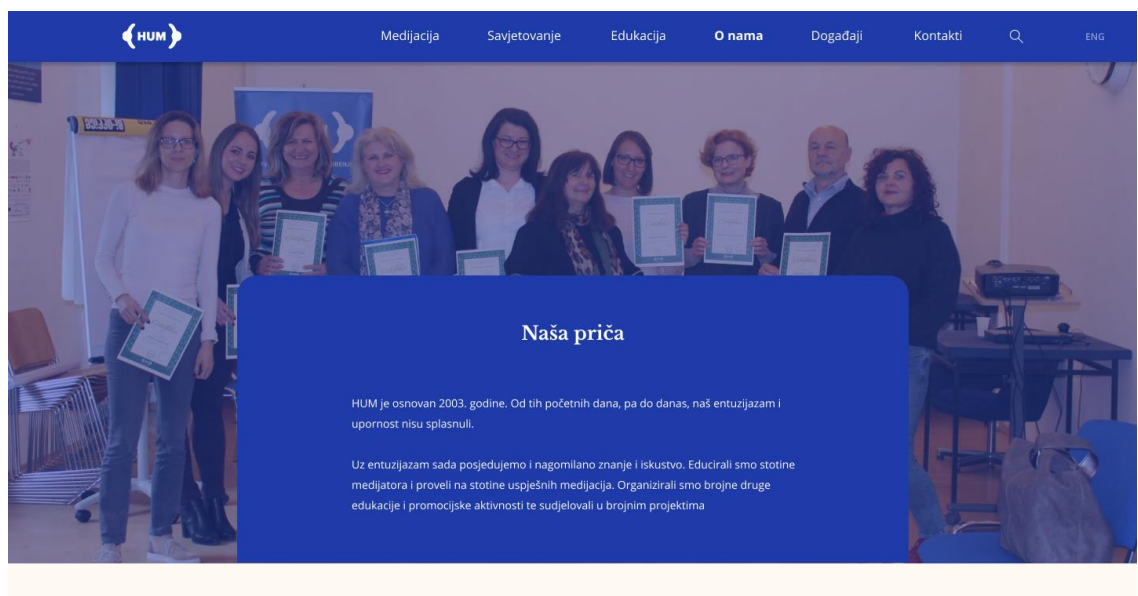 HUM
Medijacija
Savjetovanje
Edukacija
O nama
Događaji
Kontakti
ENG
Naša priča
HUM je osnovan 2003. godine. Od tih početnih dana, pa do danas, naš entuzijazam i
upornost nisu splasnuli.
Uz entuzijazam sada posjedujemo i nagomilano znanje i iskustvo. Educirali smo stotine
medijatora i proveli na stotine uspješnih medijacija. Organizirali smo brojne druge
edukacije i promocijske aktivnosti te sudjelovali u brojnim projektima